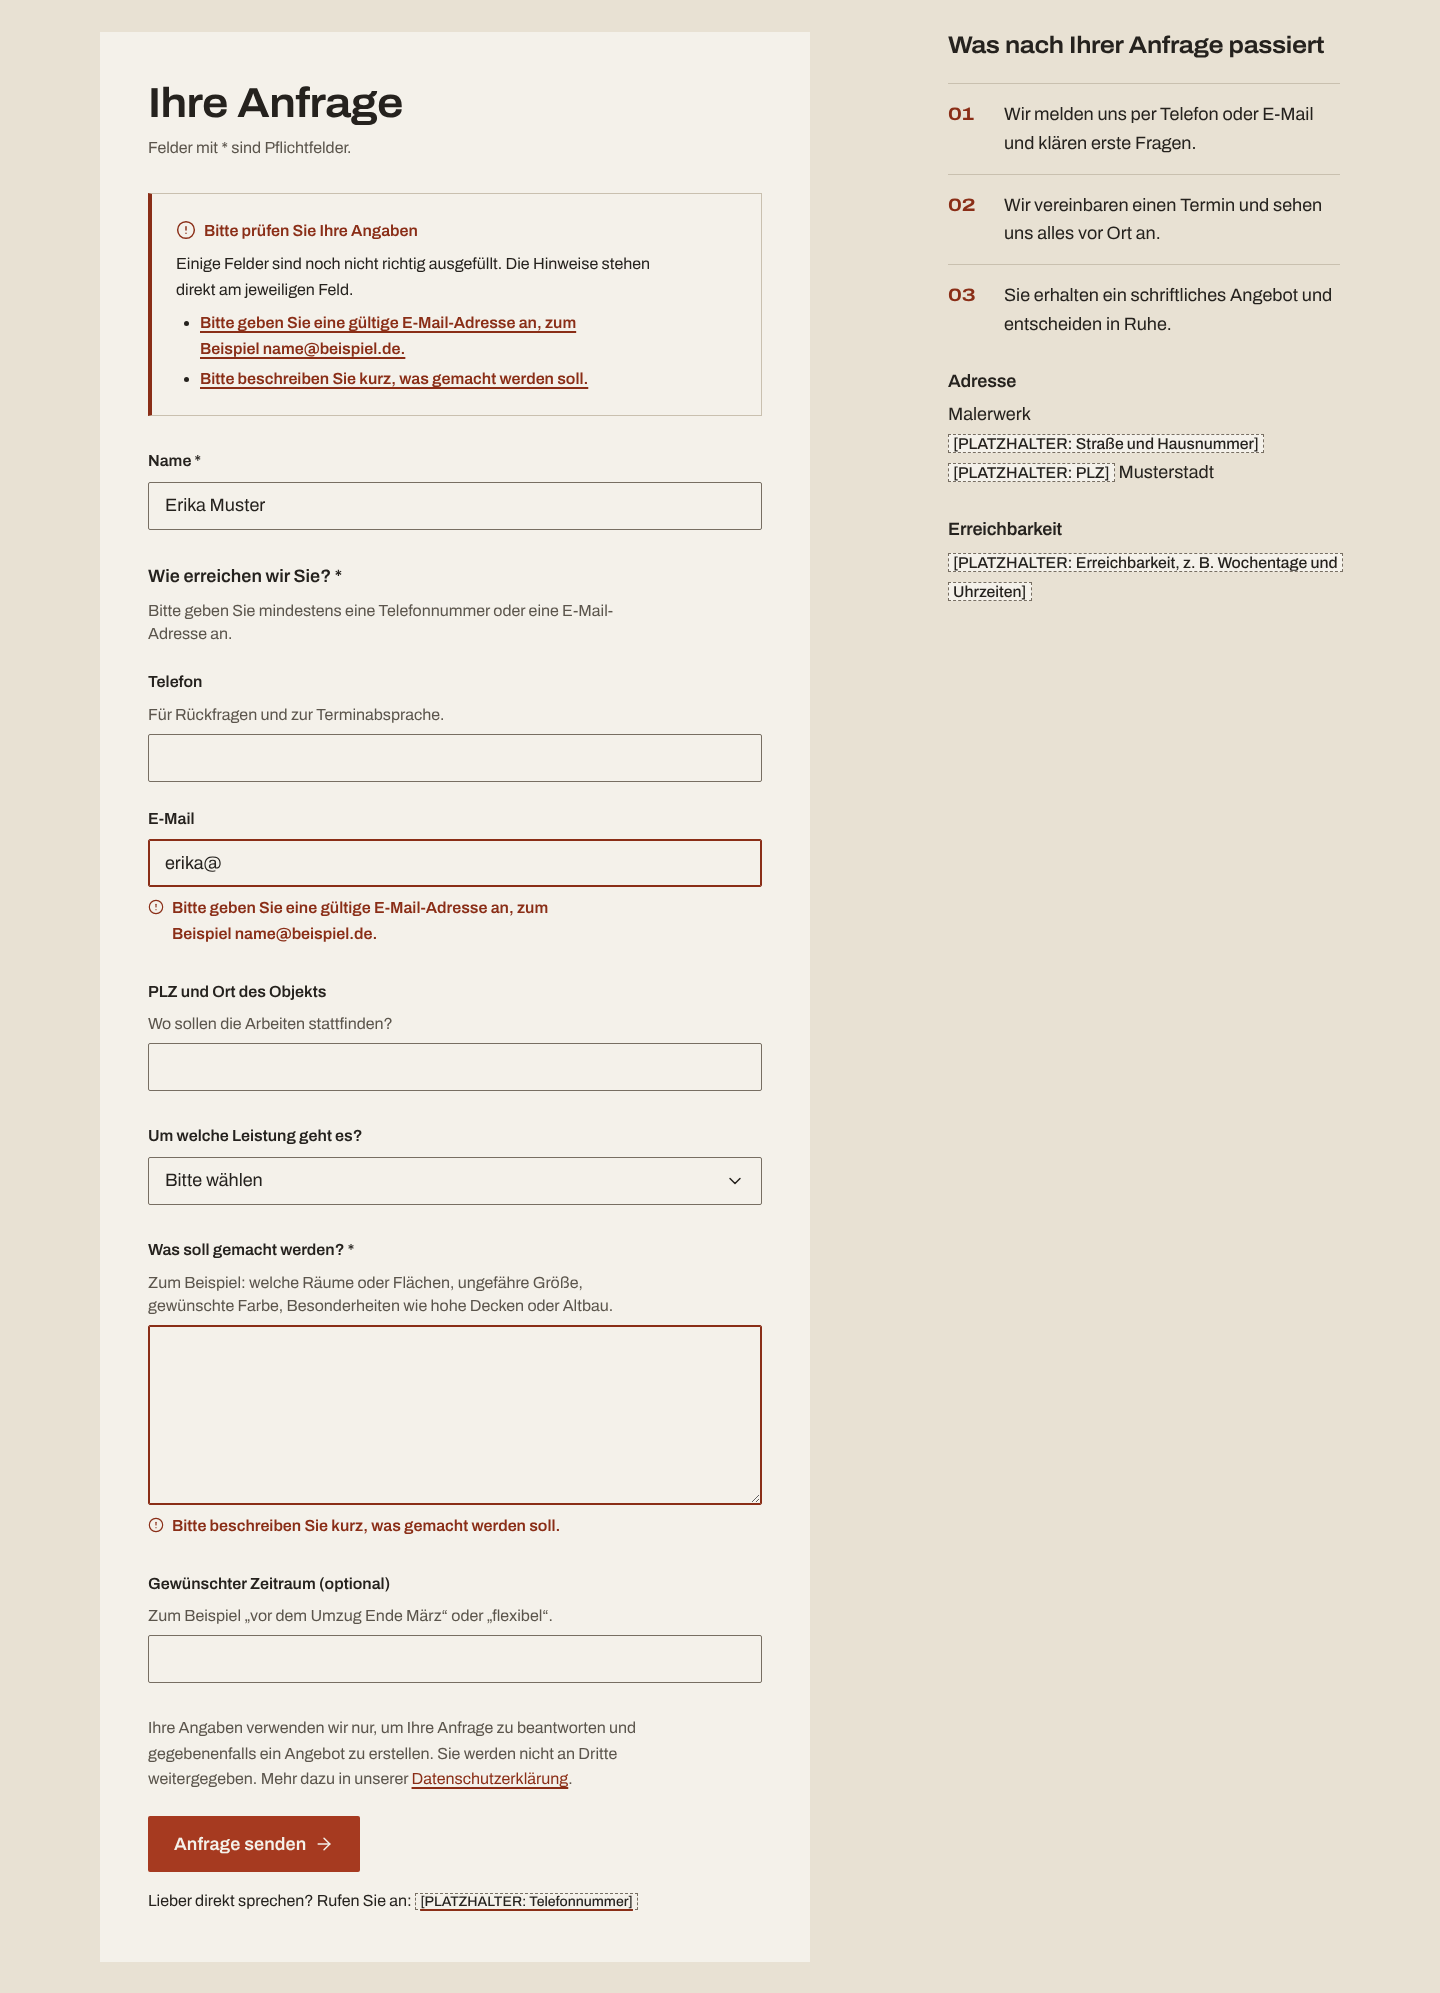 Ihre Anfrage
Felder mit * sind Pflichtfelder.
Bitte prüfen Sie Ihre Angaben
Einige Felder sind noch nicht richtig ausgefüllt. Die Hinweise stehen
direkt am jeweiligen Feld.
Bitte geben Sie eine gültige E-Mail-Adresse an, zum
Beispiel name@beispiel.de.
Bitte beschreiben Sie kurz, was gemacht werden soll.
Name *
Erika Muster
Wie erreichen wir Sie? *
Bitte geben Sie mindestens eine Telefonnummer oder eine E-Mail-
Adresse an.
Telefon
Für Rückfragen und zur Terminabsprache.
E-Mail
erika@
Bitte geben Sie eine gültige E-Mail-Adresse an, zum
Beispiel name@beispiel.de.
PLZ und Ort des Objekts
Wo sollen die Arbeiten stattfinden?
Um welche Leistung geht es?
Bitte wählen
Was soll gemacht werden? *
Zum Beispiel: welche Räume oder Flächen, ungefähre Größe,
gewünschte Farbe, Besonderheiten wie hohe Decken oder Altbau.
Bitte beschreiben Sie kurz, was gemacht werden soll.
Gewünschter Zeitraum (optional)
Zum Beispiel „vor dem Umzug Ende März“ oder „flexibel“.
Ihre Angaben verwenden wir nur, um Ihre Anfrage zu beantworten und
gegebenenfalls ein Angebot zu erstellen. Sie werden nicht an Dritte
weitergegeben. Mehr dazu in unserer Datenschutzerklärung.
Anfrage senden
Lieber direkt sprechen? Rufen Sie an: [PLATZHALTER: Telefonnummer]
Was nach Ihrer Anfrage passiert
01 Wir melden uns per Telefon oder E-Mail
und klären erste Fragen.
02 Wir vereinbaren einen Termin und sehen
uns alles vor Ort an.
03 Sie erhalten ein schriftliches Angebot und
entscheiden in Ruhe.
Adresse
Malerwerk
[PLATZHALTER: Straße und Hausnummer]
[PLATZHALTER: PLZ] Musterstadt
Erreichbarkeit
[PLATZHALTER: Erreichbarkeit, z. B. Wochentage und
Uhrzeiten]